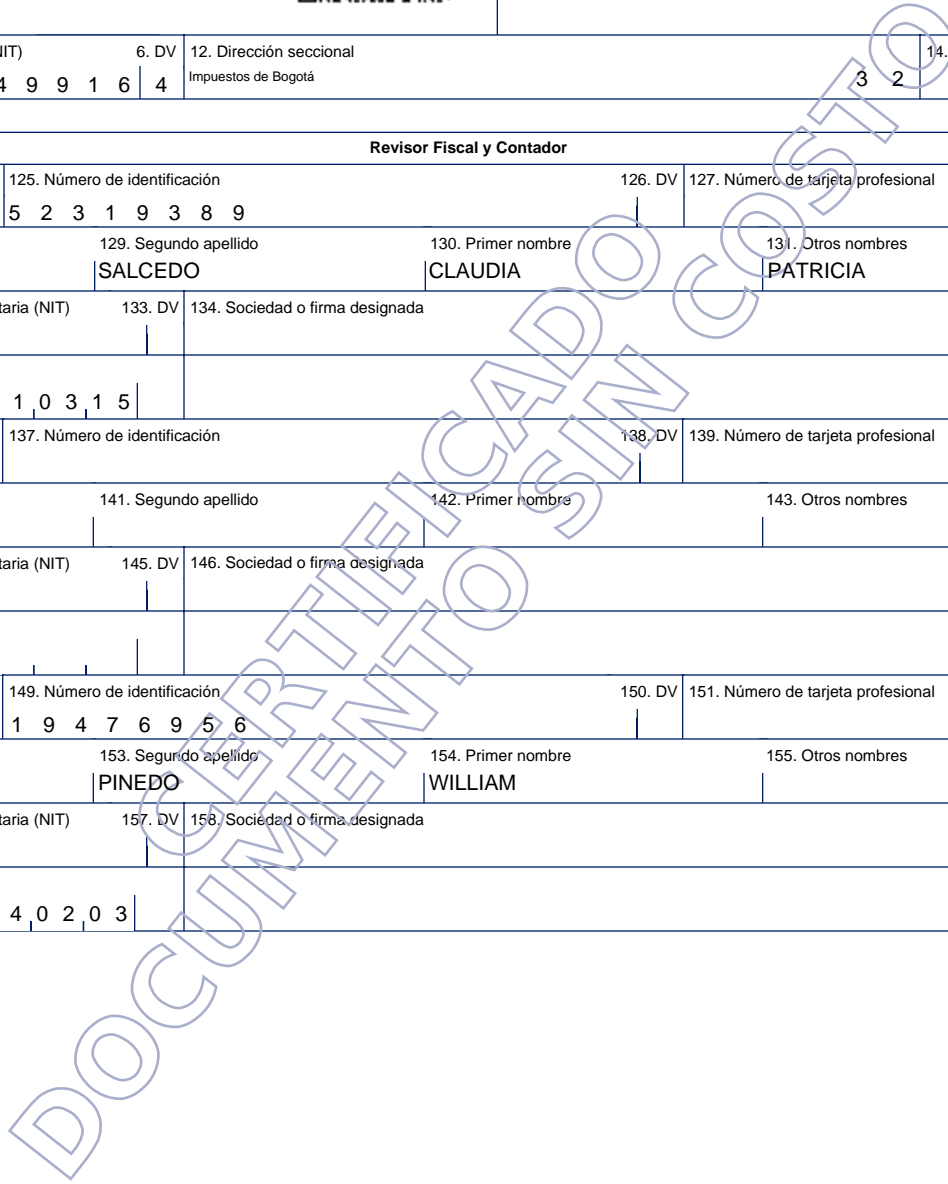 IT) 6. DV 12. Dirección seccional 14.
4 9 9 1 6 4 Impuestos de Bogotá 3 2
Revisor Fiscal y Contador
125. Número de identificación 126. DV 127. Número de tarjeta profesional
5 2 3 1 9 3 8 9
129. Segundo apellido 130. Primer nombre 131. Otros nombres
SALCEDO CLAUDIA PATRICIA
taria (NIT) 133. DV 134. Sociedad o firma designada
1 0 3 1 5
137. Número de identificación 138. DV 139. Número de tarjeta profesional
141. Segundo apellido 142. Primer nombre 143. Otros nombres
taria (NIT) 145. DV 146. Sociedad o firma designada
149. Número de identificación 150. DV 151. Número de tarjeta profesional
1 9 4 7 6 9 5 6
153. Segundo apellido 154. Primer nombre 155. Otros nombres
PINEDO WILLIAM
taria (NIT) 157. DV 158. Sociedad o firma designada
4 0 2 0 3
CERTIFICADO
DOCUMENTO SIN COSTO